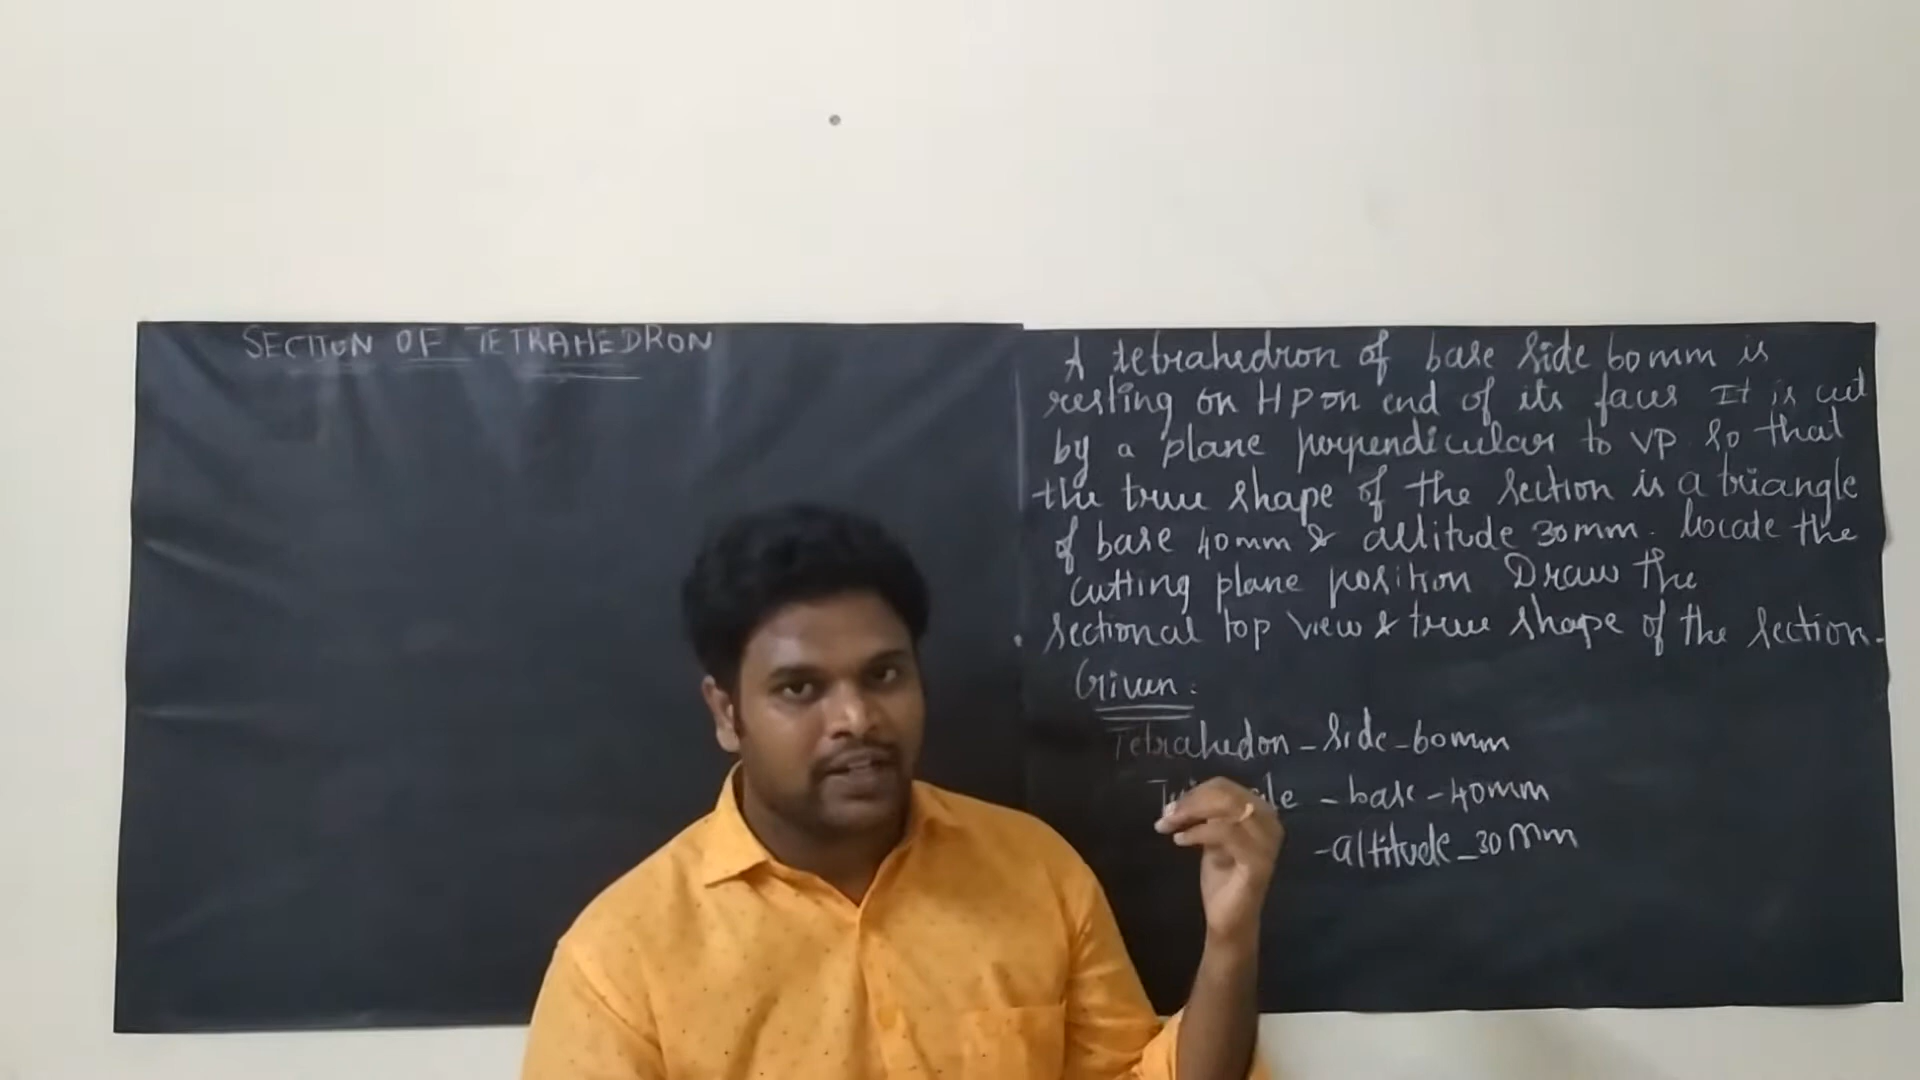 SECTION OF TETRAHEDRON
A tetrahedron of base side 60mm is
resting on HP on end of its faces It is cut
by a plane perpendicular to VP so that
the true shape of the section is a triangle
of base 40mm & altitude 30mm. Locate the
cutting plane position Draw the
sectional top view & true shape of the section.
Given:
Tetrahedon - side - 60mm
- base - 40mm
- altitude - 30mm